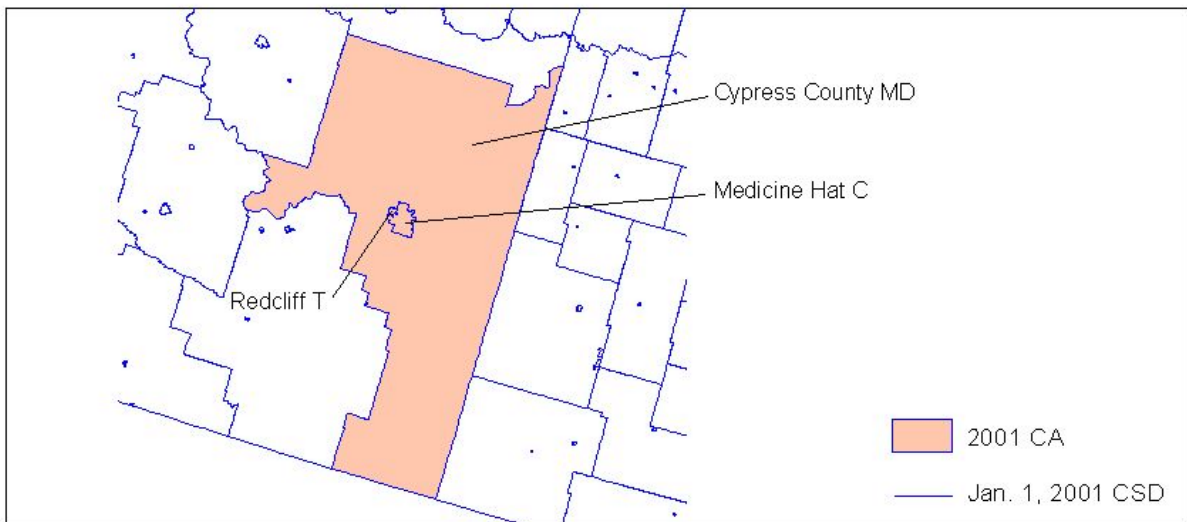 Cypress County MD
Medicine Hat C
Redcliff T
2001 CA
Jan. 1, 2001 CSD